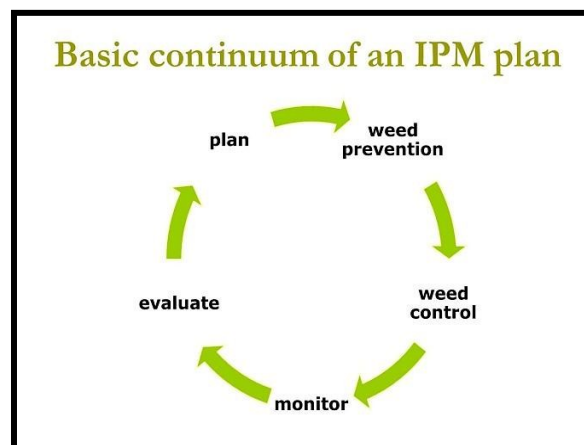 Basic continuum of an IPM plan
plan
weed
prevention
weed
control
monitor
evaluate